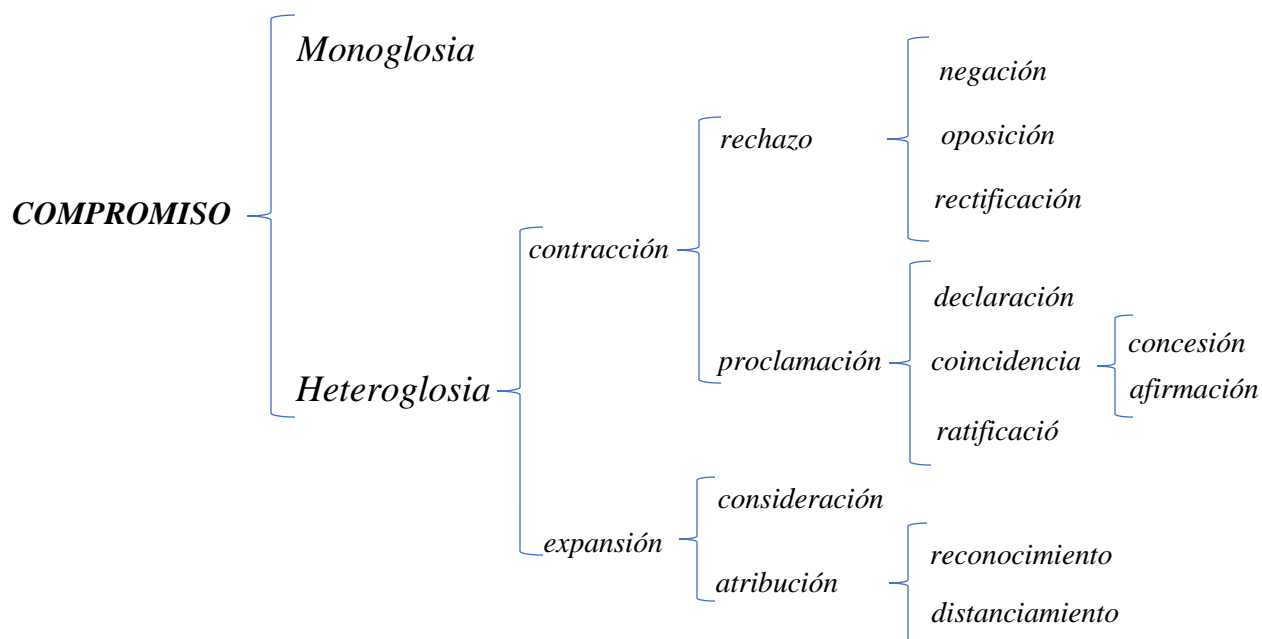 Monoglosia
negación
rechazo
oposición
rectificación
COMPROMISO
contracción
declaración
proclamación
coincidencia
concesión
afirmación
Heteroglosia
ratificació
consideración
expansión
reconocimiento
atribución
distanciamiento